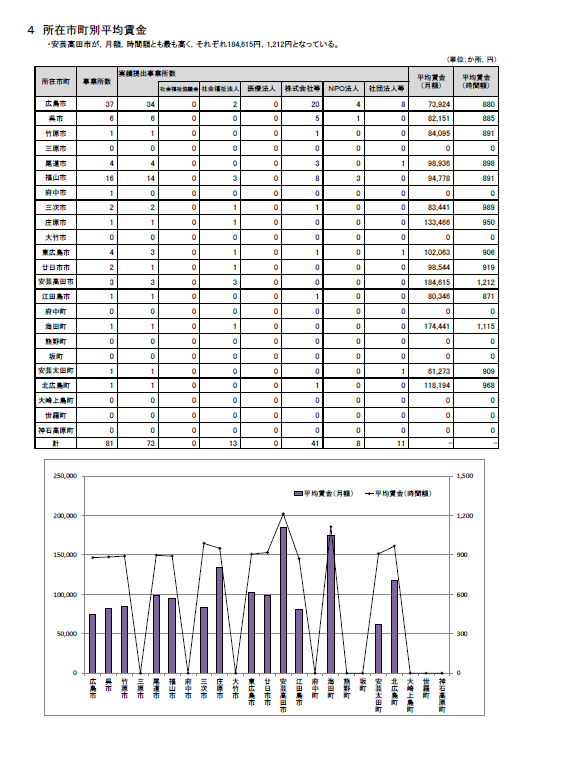 4 所在市町別平均賃金
・安芸高田市が，月額，時間額とも最も高く，それぞれ184,615円，1,212円となっている。
（単位：か所，円）
所在市町 事業所数 実績提出事業所数 平均賃金（月額） 平均賃金（時間額）
社会福祉協議会 社会福祉法人 医療法人 株式会社等 NPO法人 社団法人等
広島市 37 34 0 2 0 20 4 8 73,924 880
呉市 6 6 0 0 0 5 1 0 82,151 885
竹原市 1 1 0 0 0 1 0 0 84,095 891
三原市 0 0 0 0 0 0 0 0 0 0
尾道市 4 4 0 0 0 3 0 1 98,936 898
福山市 16 14 0 3 0 8 3 0 94,778 891
府中市 1 0 0 0 0 0 0 0 0 0
三次市 2 2 0 1 0 1 0 0 83,441 989
庄原市 1 1 0 1 0 0 0 0 133,466 950
大竹市 0 0 0 0 0 0 0 0 0 0
東広島市 4 3 0 1 0 1 0 1 102,063 906
廿日市市 2 1 0 1 0 0 0 0 98,544 919
安芸高田市 3 3 0 3 0 0 0 0 184,615 1,212
江田島市 1 1 0 0 0 1 0 0 80,346 871
府中町 0 0 0 0 0 0 0 0 0 0
海田町 1 1 0 1 0 0 0 0 174,441 1,115
熊野町 0 0 0 0 0 0 0 0 0 0
坂町 0 0 0 0 0 0 0 0 0 0
安芸太田町 1 1 0 0 0 0 0 1 61,273 909
北広島町 1 1 0 0 0 1 0 0 118,194 968
大崎上島町 0 0 0 0 0 0 0 0 0 0
世羅町 0 0 0 0 0 0 0 0 0 0
神石高原町 0 0 0 0 0 0 0 0 0 0
計 81 73 0 13 0 41 8 11 - -
平均賃金（月額） 平均賃金（時間額）
250,000 1,500
200,000 1,200
150,000 900
100,000 600
50,000 300
0 0
広島市 呉市 竹原市 三原市 尾道市 福山市 府中市 三次市 庄原市 大竹市 東広島市 廿日市市 安芸高田市 江田島市 府中町 海田町 熊野町 坂町 安芸太田町 北広島町 大崎上島町 世羅町 神石高原町